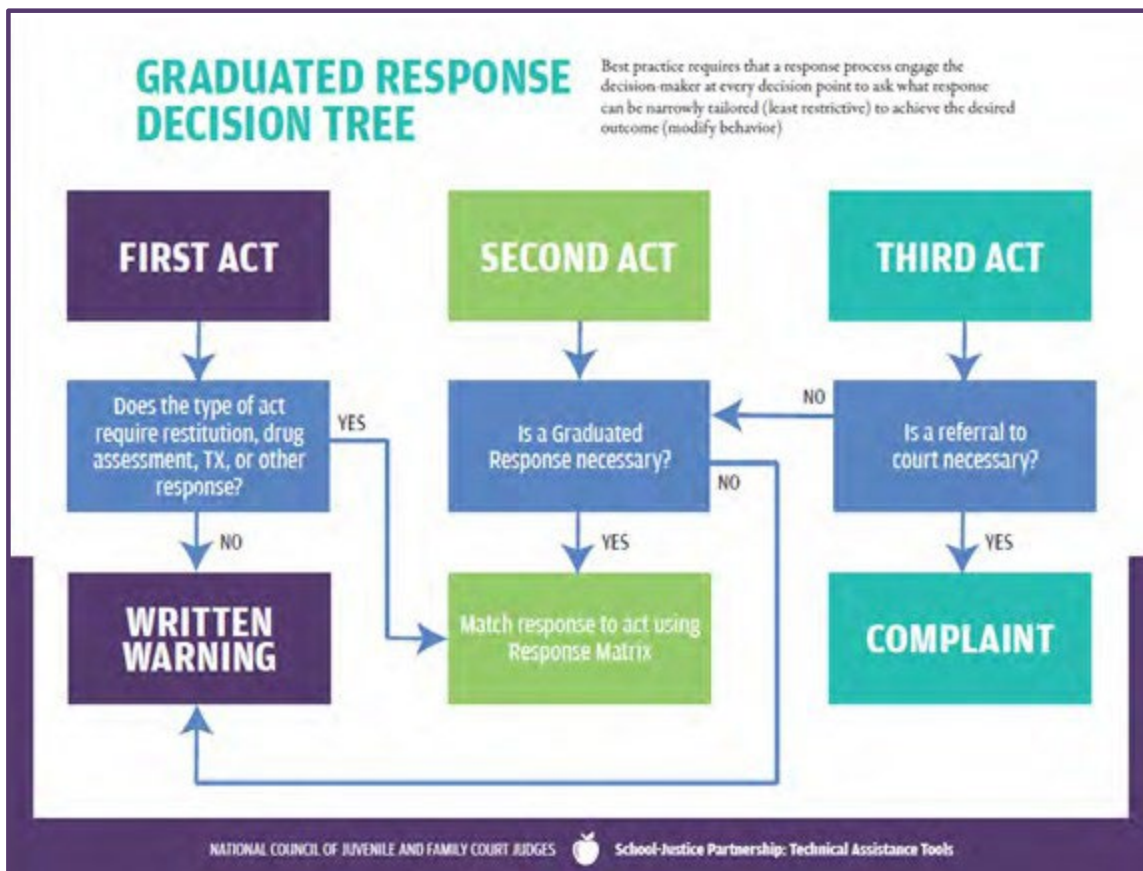 GRADUATED RESPONSE
DECISION TREE
Best practice requires that a response process engage the
decision-maker at every decision point to ask what response
can be narrowly tailored (least restrictive) to achieve the desired
outcome (modify behavior)
FIRST ACT
SECOND ACT
THIRD ACT
Does the type of act
require restitution, drug
assessment, TX, or other
response?
YES
Is a Graduated
Response necessary?
NO
Is a referral to
court necessary?
NO
NO
YES
YES
WRITTEN
WARNING
Match response to act using
Response Matrix
COMPLAINT
NATIONAL COUNCIL OF JUVENILE AND FAMILY COURT JUDGES
School-Justice Partnership: Technical Assistance Tools